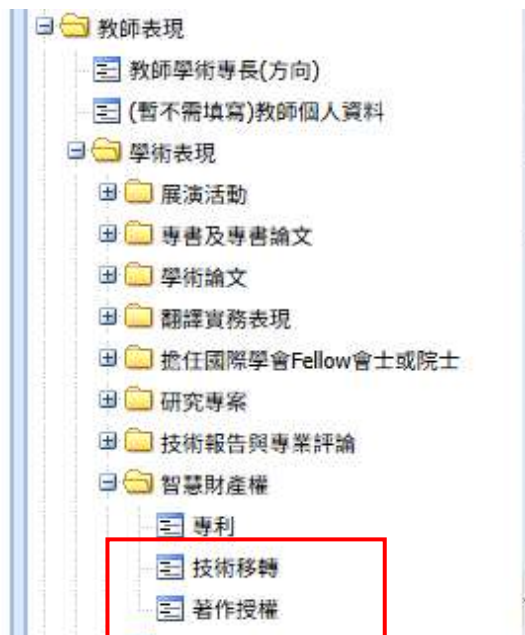 教師表現
教師學術專長(方向)
(暫不需填寫)教師個人資料
學術表現
展演活動
專書及專書論文
學術論文
翻譯實務表現
擔任國際學會Fellow會士或院士
研究專案
技術報告與專業評論
智慧財產權
專利
技術移轉
著作授權